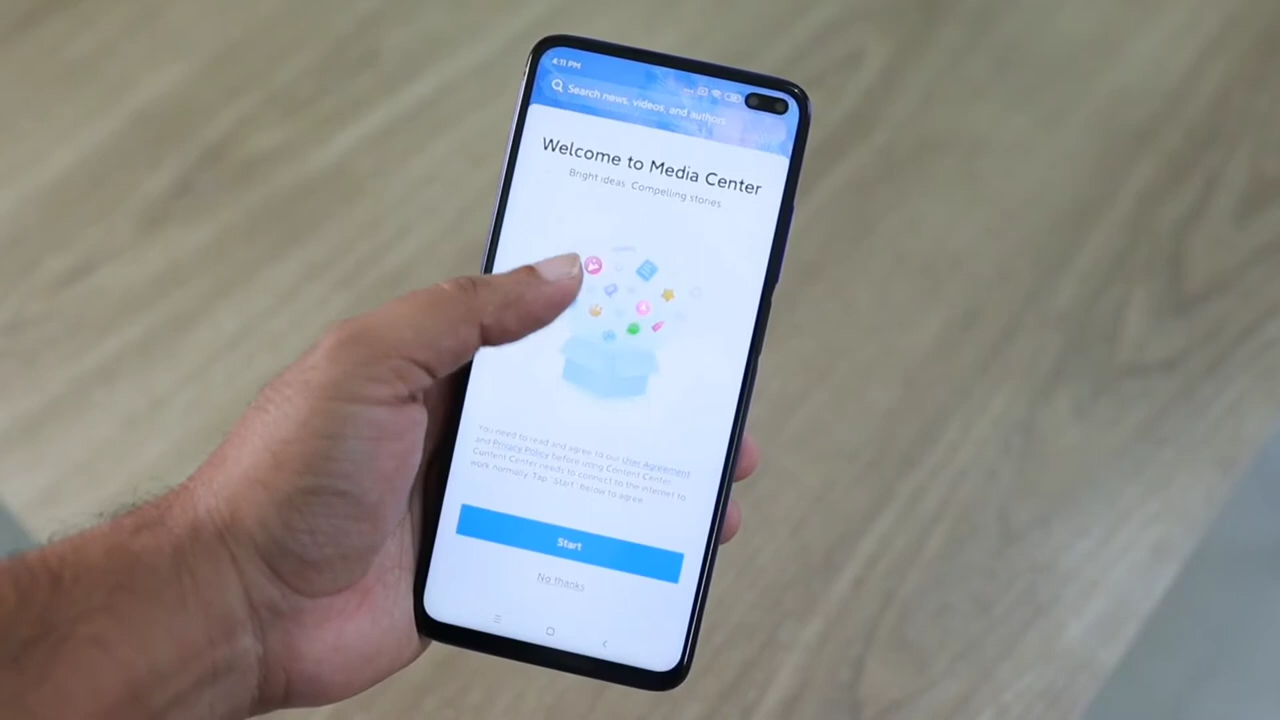 4:11 PM
Search news, videos, and authors
Welcome to Media Center
Bright ideas Compelling stories
You need to read and agree to our User Agreement
and Privacy Policy before using Content Center.
Content Center needs to connect to the internet to
work normally. Tap "Start" below to agree.
Start
No thanks